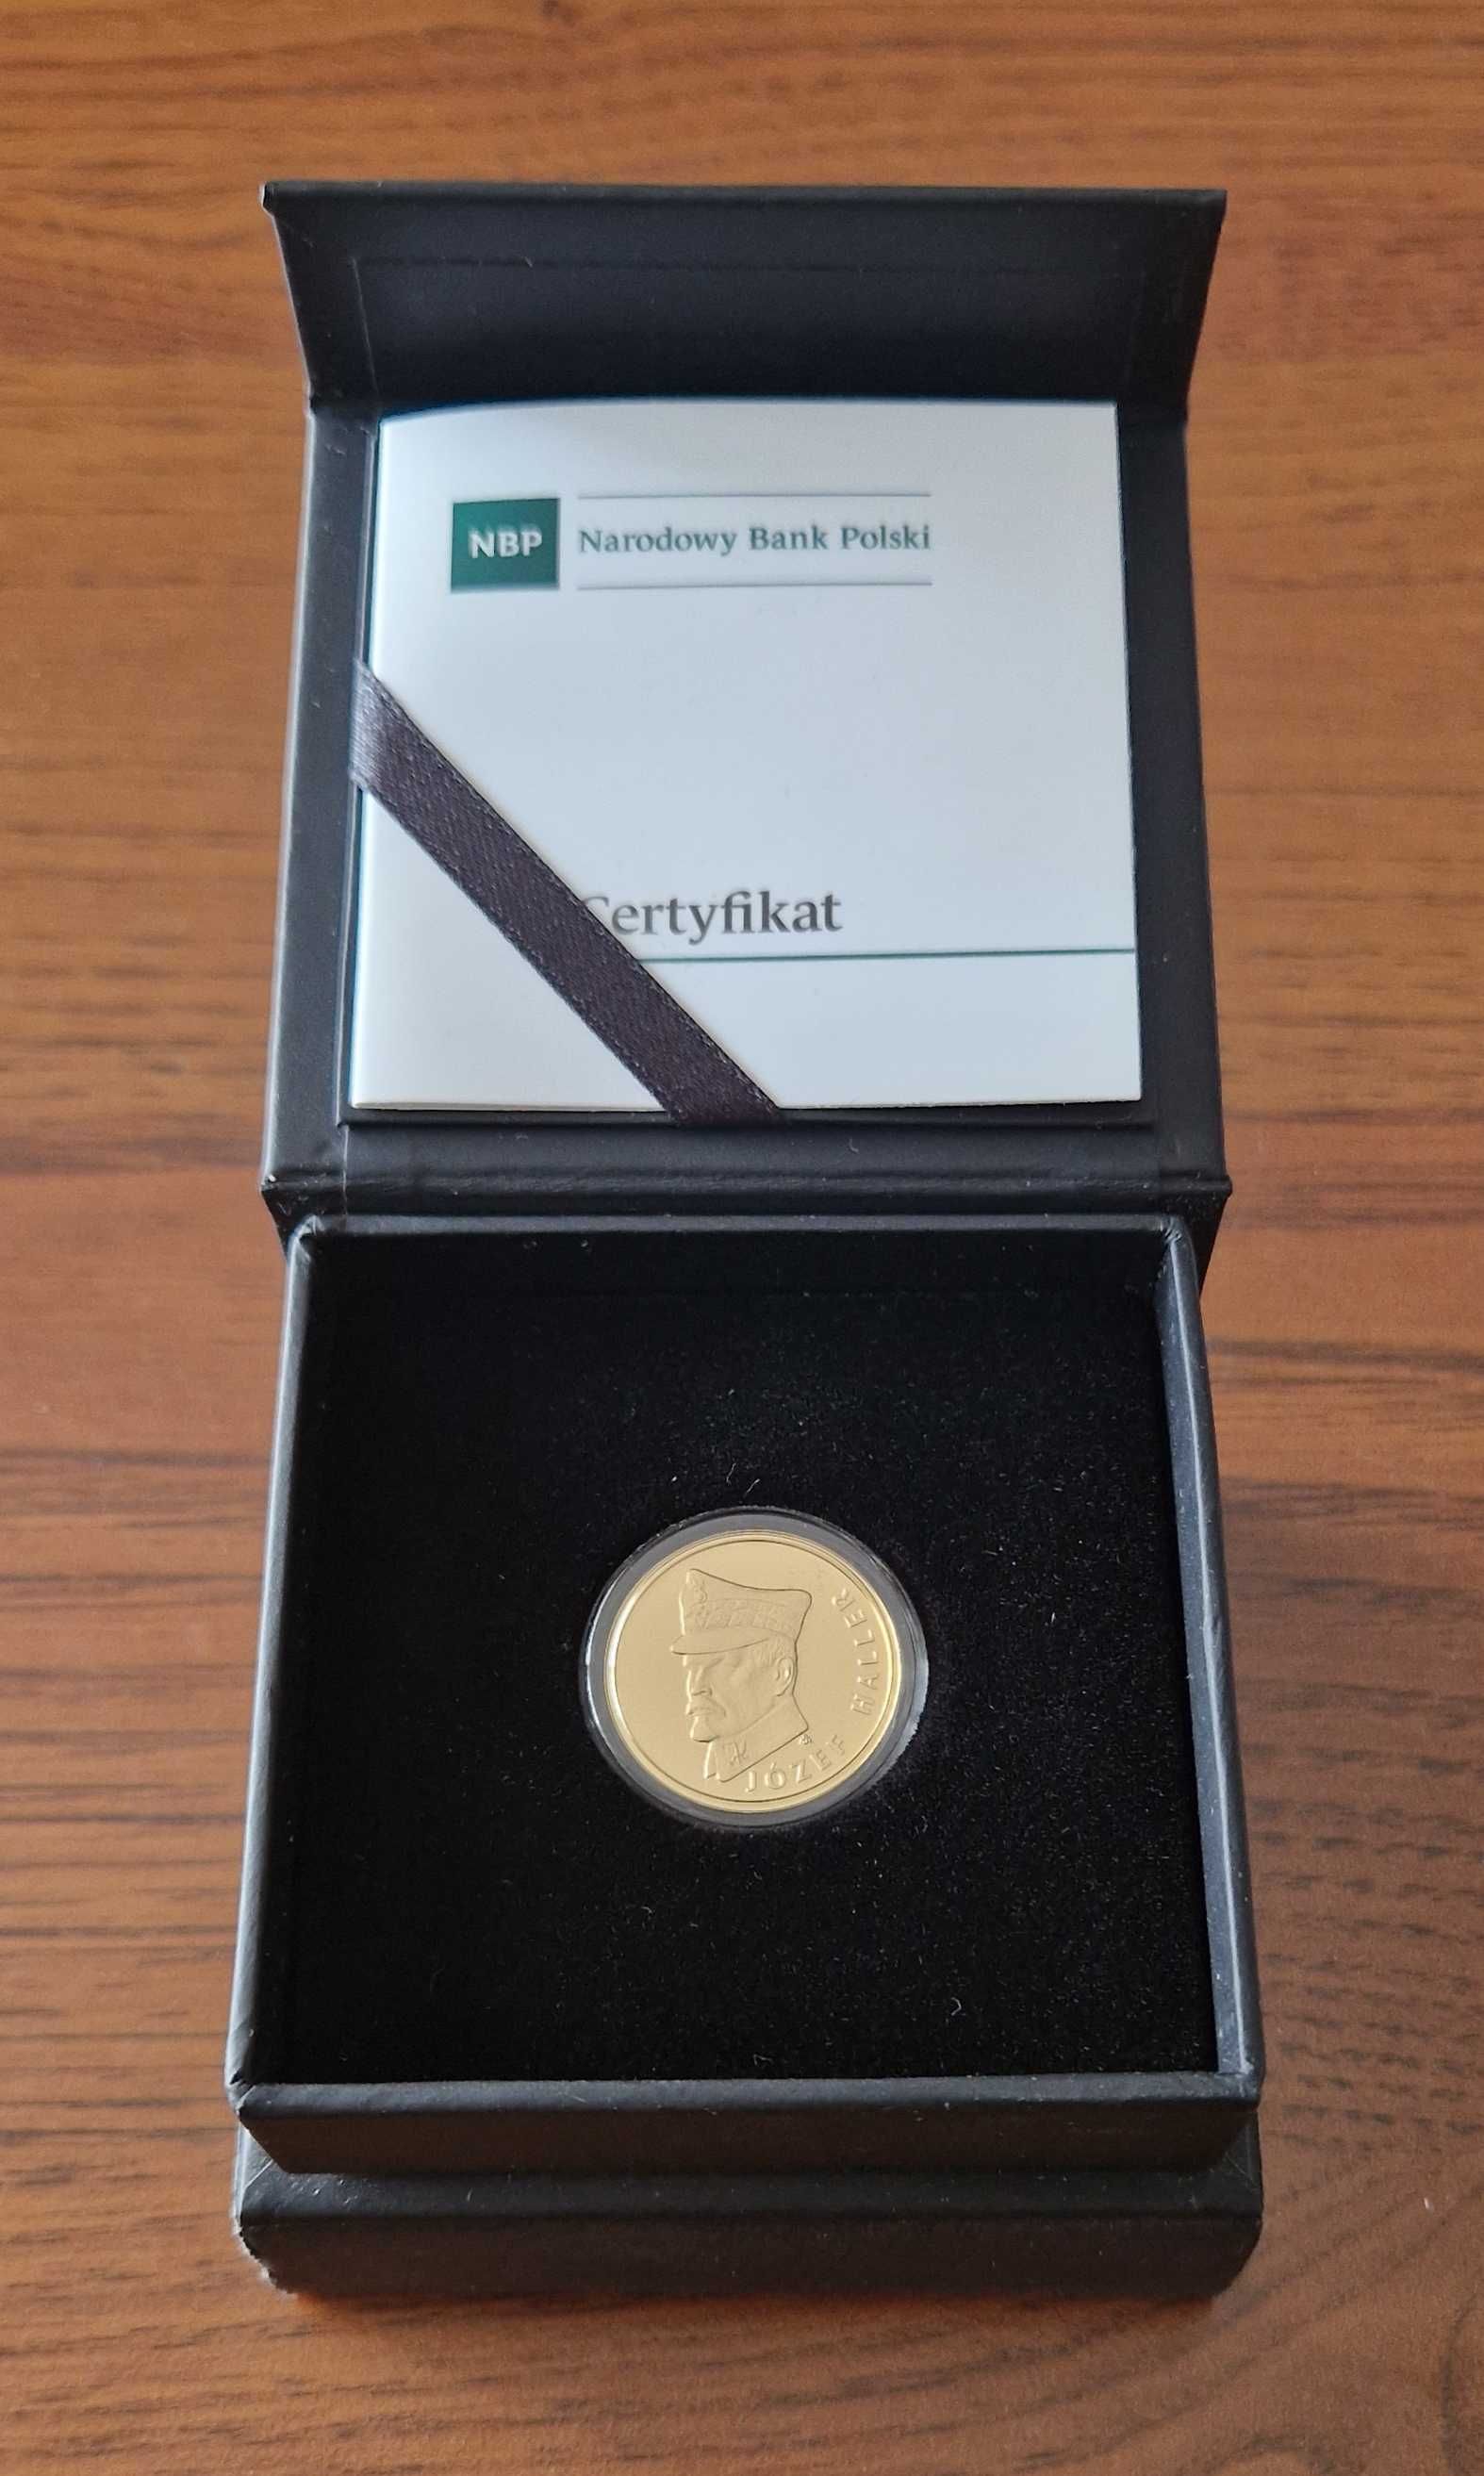 NBP Narodowy Bank Polski
Certyfikat
JÓZEF HALLER